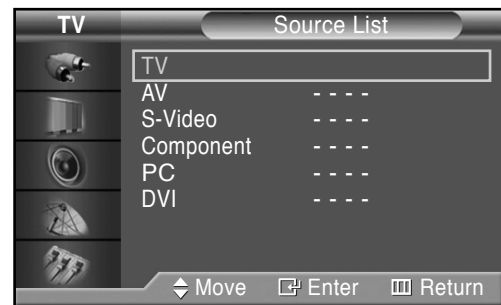 TV Source List
TV
AV - - - -
S-Video - - - -
Component - - - -
PC - - - -
DVI - - - -
Move Enter Return